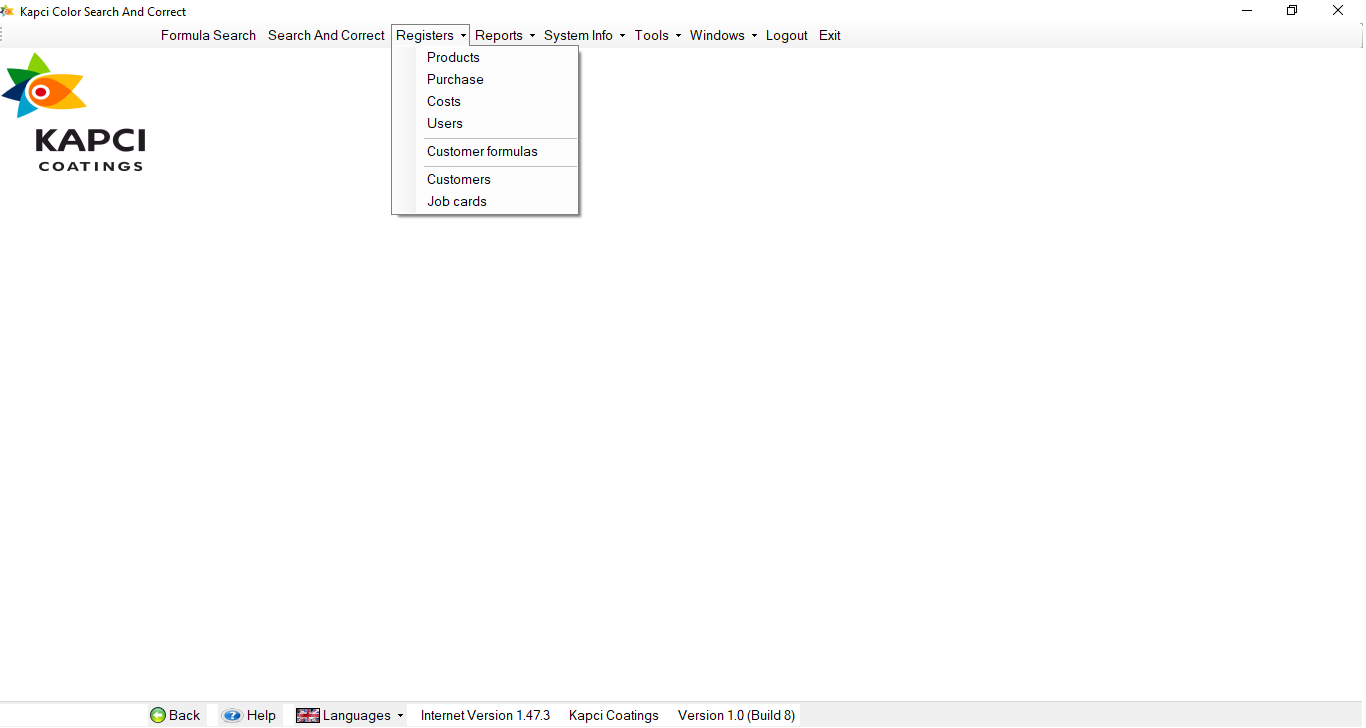 Kapci Color Search And Correct
Formula Search Search And Correct Registers Reports System Info Tools Windows Logout Exit
Products
Purchase
Costs
Users
Customer formulas
Customers
Job cards
KAPCI
COATINGS
Back Help Languages Internet Version 1.47.3 Kapci Coatings Version 1.0 (Build 8)